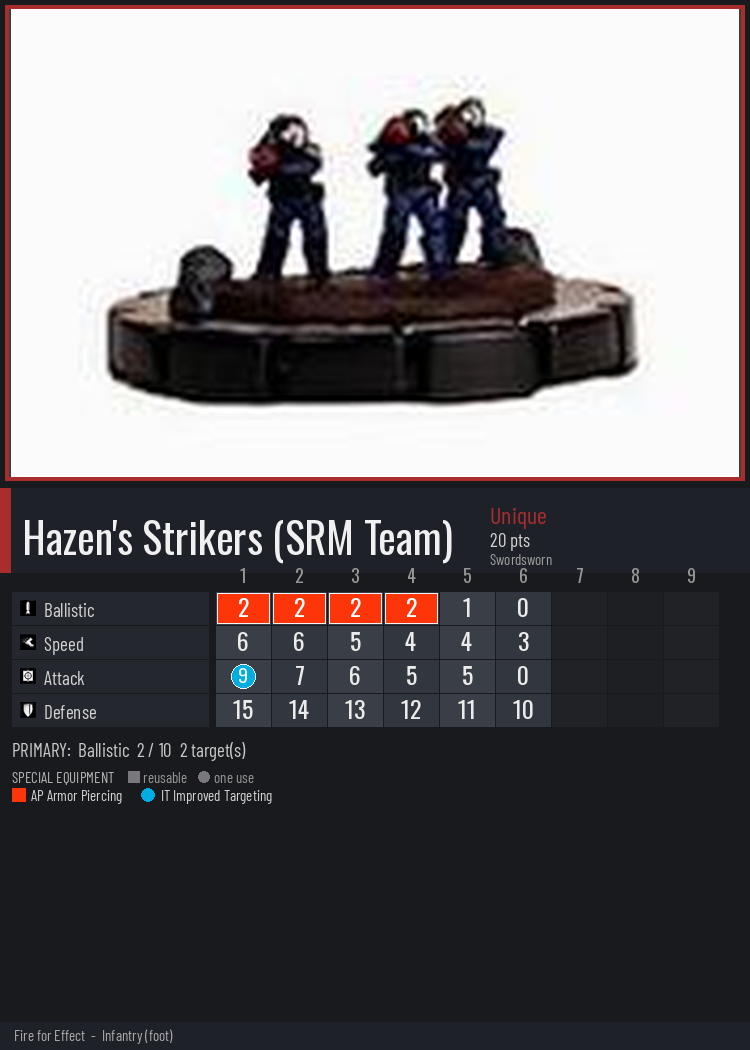 Hazen's Strikers (SRM Team)
Unique
20 pts
Swordsworn
1 2 3 4 5 6 7 8 9
Ballistic 2 2 2 2 1 0
Speed 6 6 5 4 4 3
Attack 9 7 6 5 5 0
Defense 15 14 13 12 11 10
PRIMARY: Ballistic 2 / 10 2 target(s)
SPECIAL EQUIPMENT reusable one use
AP Armor Piercing IT Improved Targeting
Fire for Effect - Infantry (foot)